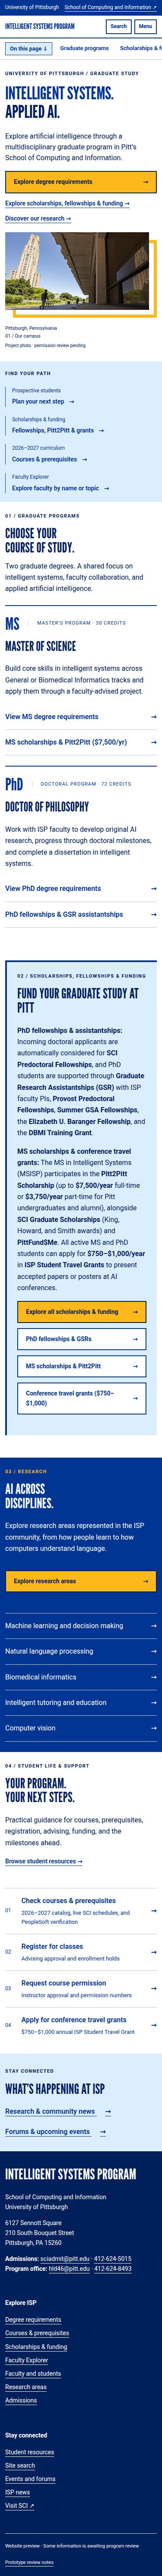 University of Pittsburgh School of Computing and Information ↗
INTELLIGENT SYSTEMS PROGRAM Search Menu
On this page ↓ Graduate programs Scholarships & f
UNIVERSITY OF PITTSBURGH / GRADUATE STUDY
INTELLIGENT SYSTEMS.
APPLIED AI.
Explore artificial intelligence through a
multidisciplinary graduate program in Pitt’s
School of Computing and Information.
Explore degree requirements →
Explore scholarships, fellowships & funding →
Discover our research →
Pittsburgh, Pennsylvania
01 / Our campus
Project photo · permission review pending
FIND YOUR PATH
Prospective students
Plan your next step →
Scholarships & funding
Fellowships, Pitt2Pitt & grants →
2026–2027 curriculum
Courses & prerequisites →
Faculty Explorer
Explore faculty by name or topic →
01 / GRADUATE PROGRAMS
CHOOSE YOUR
COURSE OF STUDY.
Two graduate degrees. A shared focus on
intelligent systems, faculty collaboration, and
applied artificial intelligence.
MS MASTER’S PROGRAM · 30 CREDITS
MASTER OF SCIENCE
Build core skills in intelligent systems across
General or Biomedical Informatics tracks and
apply them through a faculty-advised project.
View MS degree requirements →
MS scholarships & Pitt2Pitt ($7,500/yr) →
PhD DOCTORAL PROGRAM · 72 CREDITS
DOCTOR OF PHILOSOPHY
Work with ISP faculty to develop original AI
research, progress through doctoral milestones,
and complete a dissertation in intelligent
systems.
View PhD degree requirements →
PhD fellowships & GSR assistantships →
02 / SCHOLARSHIPS, FELLOWSHIPS & FUNDING
FUND YOUR GRADUATE STUDY AT
PITT
PhD fellowships & assistantships:
Incoming doctoral applicants are
automatically considered for SCI
Predoctoral Fellowships, and PhD
students are supported through Graduate
Research Assistantships (GSR) with ISP
faculty PIs, Provost Predoctoral
Fellowships, Summer GSA Fellowships,
the Elizabeth U. Baranger Fellowship, and
the DBMI Training Grant.
MS scholarships & conference travel
grants: The MS in Intelligent Systems
(MSISP) participates in the Pitt2Pitt
Scholarship (up to $7,500/year full-time
or $3,750/year part-time for Pitt
undergraduates and alumni), alongside
SCI Graduate Scholarships (King,
Howard, and Smith awards) and
PittFund$Me. All active MS and PhD
students can apply for $750–$1,000/year
in ISP Student Travel Grants to present
accepted papers or posters at AI
conferences.
Explore all scholarships & funding →
PhD fellowships & GSRs →
MS scholarships & Pitt2Pitt →
Conference travel grants ($750–
$1,000) →
03 / RESEARCH
AI ACROSS
DISCIPLINES.
Explore research areas represented in the ISP
community, from how people learn to how
computers understand language.
Explore research areas →
Machine learning and decision making →
Natural language processing →
Biomedical informatics →
Intelligent tutoring and education →
Computer vision →
04 / STUDENT LIFE & SUPPORT
YOUR PROGRAM.
YOUR NEXT STEPS.
Practical guidance for courses, prerequisites,
registration, advising, funding, and the
milestones ahead.
Browse student resources →
01 Check courses & prerequisites →
2026–2027 catalog, live SCI schedules, and
PeopleSoft verification
02 Register for classes →
Advising approval and enrollment holds
03 Request course permission →
Instructor approval and permission numbers
04 Apply for conference travel grants →
$750–$1,000 annual ISP Student Travel Grant
STAY CONNECTED
WHAT’S HAPPENING AT ISP
Research & community news →
Forums & upcoming events →
INTELLIGENT SYSTEMS PROGRAM
School of Computing and Information
University of Pittsburgh
6127 Sennott Square
210 South Bouquet Street
Pittsburgh, PA 15260
Admissions: sciadmit@pitt.edu · 412-624-5015
Program office: hld46@pitt.edu · 412-624-8493
Explore ISP
Degree requirements
Courses & prerequisites
Scholarships & funding
Faculty Explorer
Faculty and students
Research areas
Admissions
Stay connected
Student resources
Site search
Events and forums
ISP news
Visit SCI ↗
Website preview · Some information is awaiting program review
Prototype review notes